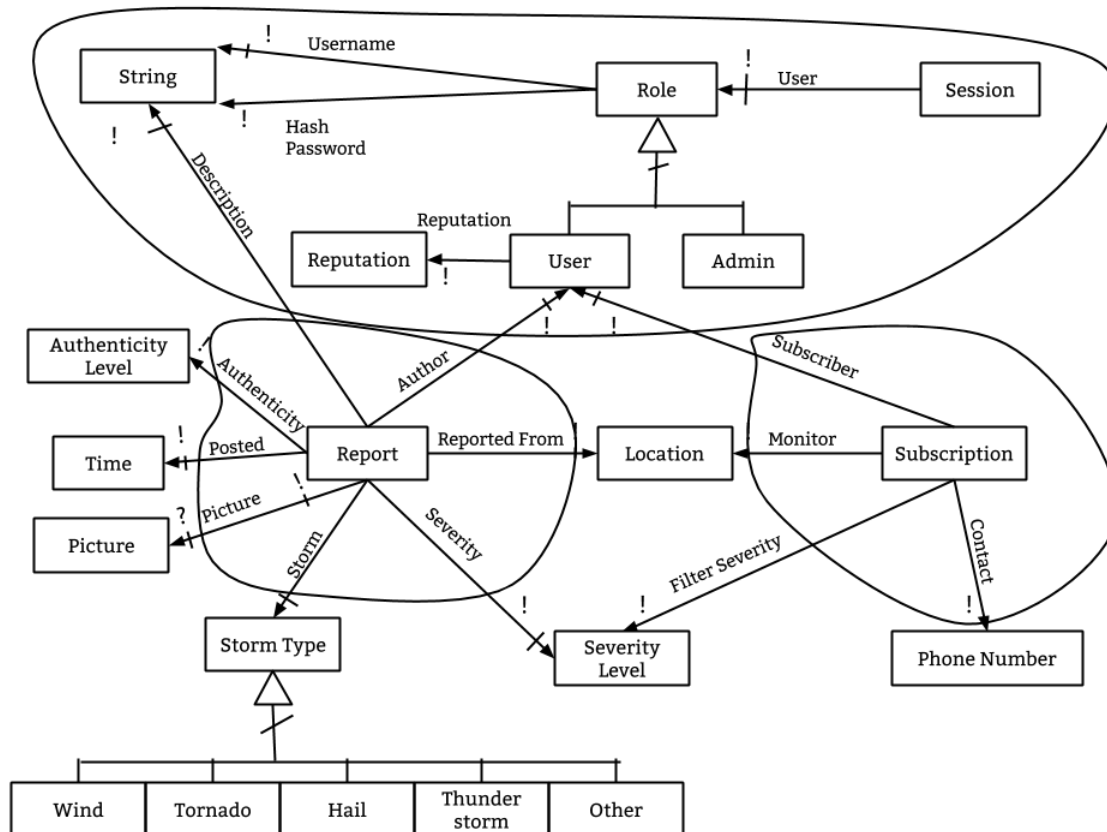 !
Username
String
Role
!
User
Session
!
!
Hash
Password
Description
Reputation
Reputation
!
User
Admin
!
!
Authenticity
Level
!
Authenticity
Author
Subscriber
!
Posted
Time
Report
Reported From
!
Location
Monitor
Subscription
?
Picture
!
Picture
Storm
Severity
Filter Severity
Contact
!
!
!
Storm Type
Severity
Level
Phone Number
Wind
Tornado
Hail
Thunder
storm
Other